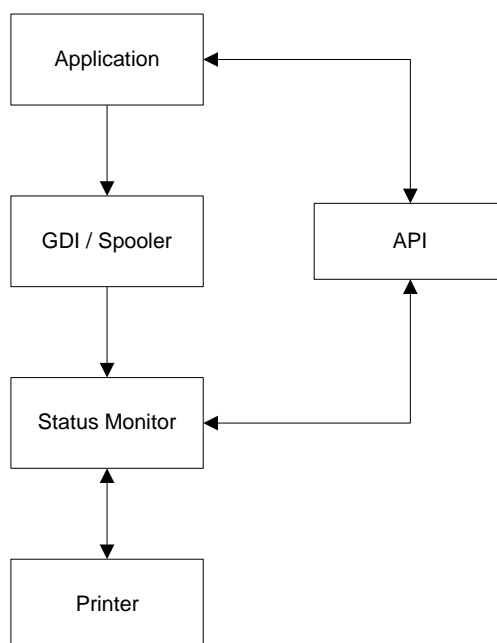 Application
GDI / Spooler
API
Status Monitor
Printer